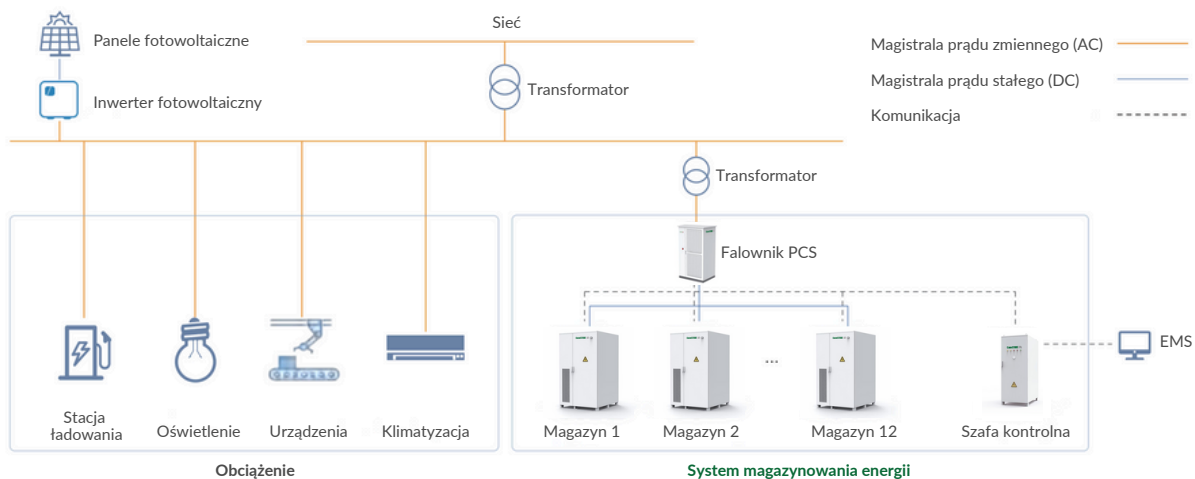 Sieć
Panele fotowoltaiczne
Magistrala prądu zmiennego (AC)
Transformator
Magistrala prądu stałego (DC)
Inwerter fotowoltaiczny
Komunikacja
Transformator
Falownik PCS
EMS
Stacja
ładowania
Oświetlenie
Urządzenia
Klimatyzacja
Magazyn 1
Magazyn 2
...
Magazyn 12
Szafa kontrolna
Obciążenie
System magazynowania energii